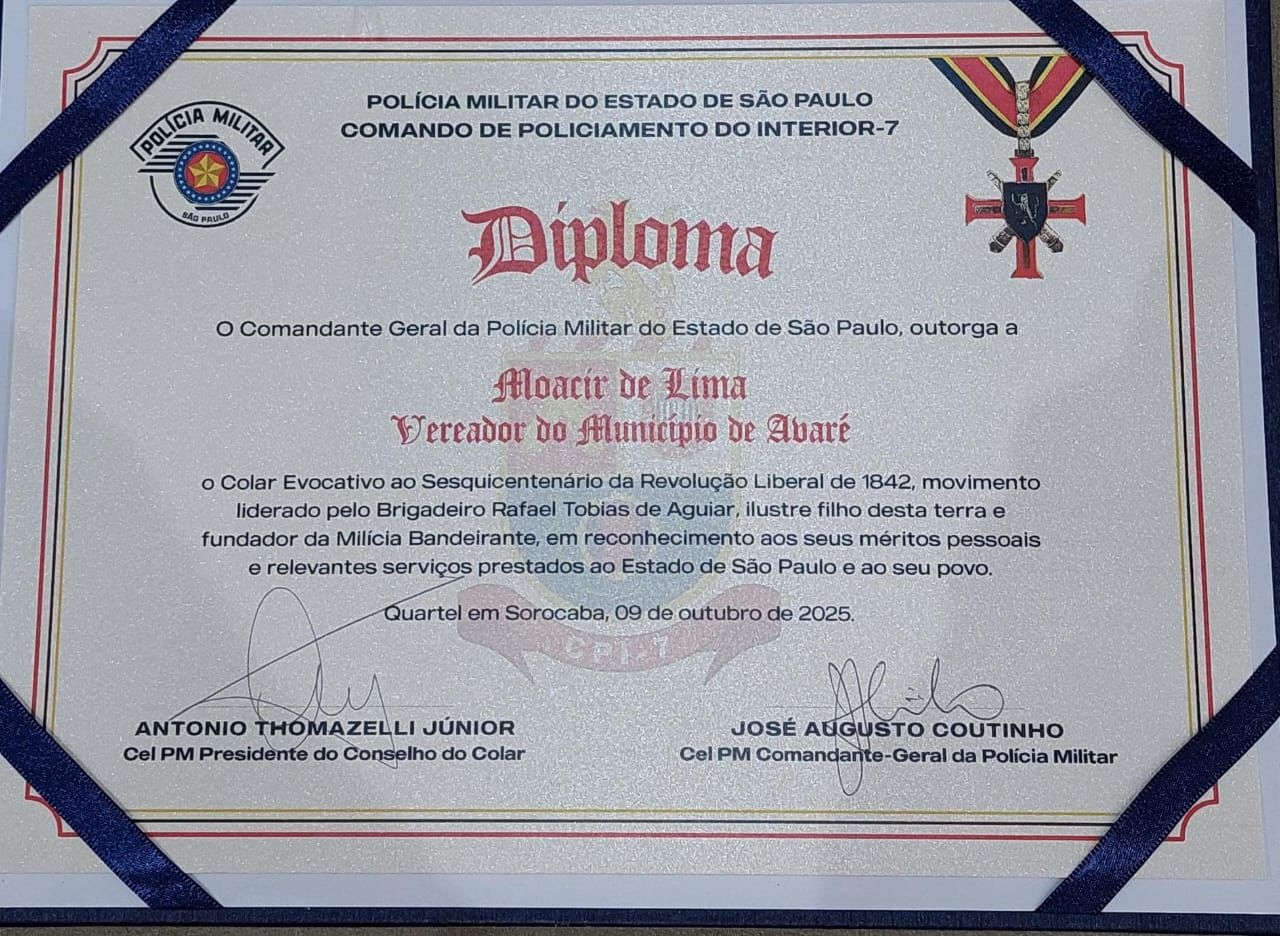 POLÍCIA MILITAR DO ESTADO DE SÃO PAULO
COMANDO DE POLICIAMENTO DO INTERIOR-7
POLÍCIA MILITAR
SÃO PAULO
Diploma
O Comandante Geral da Polícia Militar do Estado de São Paulo, outorga a
Moacir de Lima
Vereador do Município de Avaré
o Colar Evocativo ao Sesquicentenário da Revolução Liberal de 1842, movimento
liderado pelo Brigadeiro Rafael Tobias de Aguiar, ilustre filho desta terra e
fundador da Milícia Bandeirante, em reconhecimento aos seus méritos pessoais
e relevantes serviços prestados ao Estado de São Paulo e ao seu povo.
Quartel em Sorocaba, 09 de outubro de 2025.
CPI-7
ANTONIO THOMAZELLI JÚNIOR
Cel PM Presidente do Conselho do Colar
JOSÉ AUGUSTO COUTINHO
Cel PM Comandante-Geral da Polícia Militar